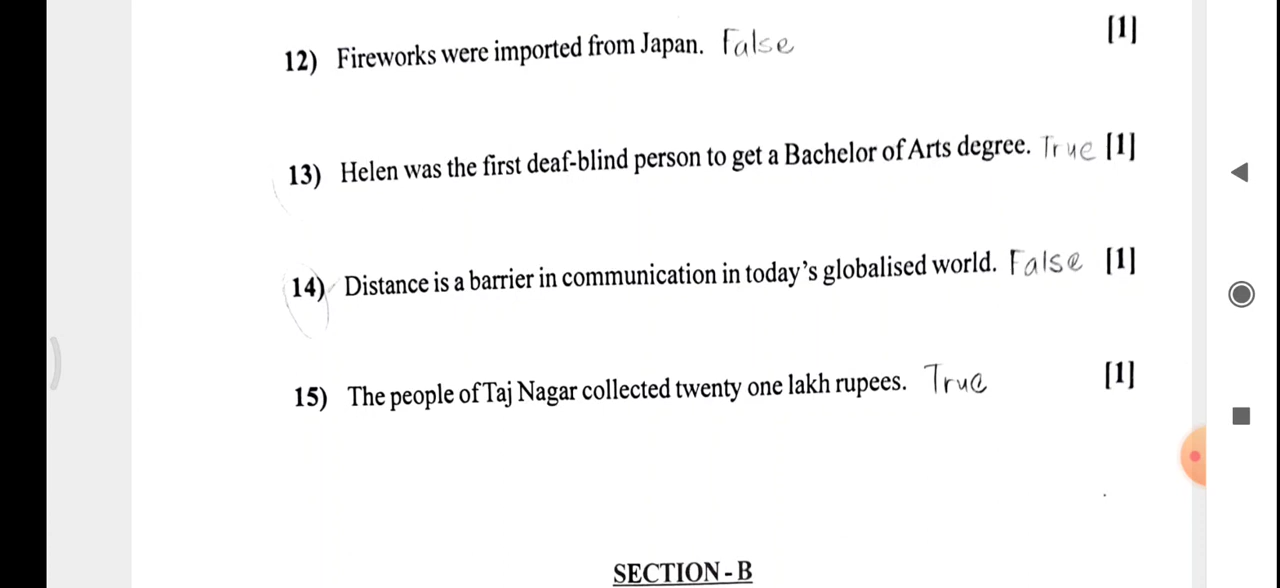 12) Fireworks were imported from Japan. False [1]
13) Helen was the first deaf-blind person to get a Bachelor of Arts degree. True [1]
14) Distance is a barrier in communication in today's globalised world. False [1]
15) The people of Taj Nagar collected twenty one lakh rupees. True [1]
SECTION - B